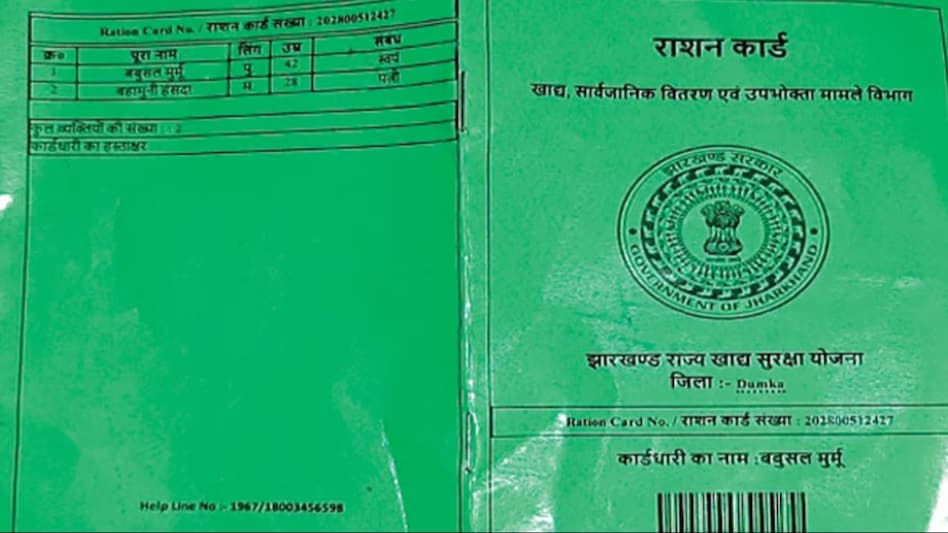 Ration Card No. / राशन कार्ड संख्या : 202800512427
क्र० पूरा नाम लिंग उम्र संबंध
1 बबुसल मुर्मू पु 42 स्वयं
2 बहामुनी हंसदा म 28 पत्नी
कुल व्यक्तियों की संख्या : 2
कार्डधारी का हस्ताक्षर
Help Line No :- 1967/18003456598
राशन कार्ड
खाद्य, सार्वजानिक वितरण एवं उपभोक्ता मामले विभाग
झारखण्ड सरकार
GOVERNMENT OF JHARKHAND
झारखण्ड राज्य खाद्य सुरक्षा योजना
जिला :- Dumka
Ration Card No. / राशन कार्ड संख्या : 202800512427
कार्डधारी का नाम :बबुसल मुर्मू